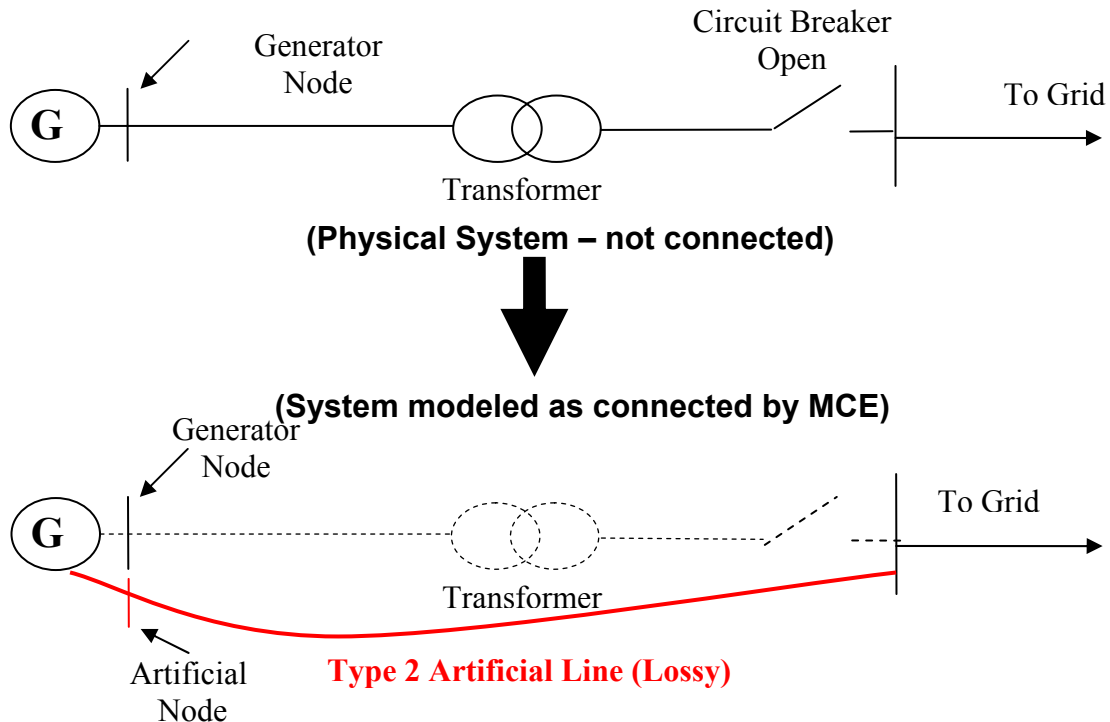 Generator
Node
Circuit Breaker
Open
To Grid
G
Transformer
(Physical System – not connected)
(System modeled as connected by MCE)
Generator
Node
To Grid
G
Transformer
Artificial
Node
Type 2 Artificial Line (Lossy)